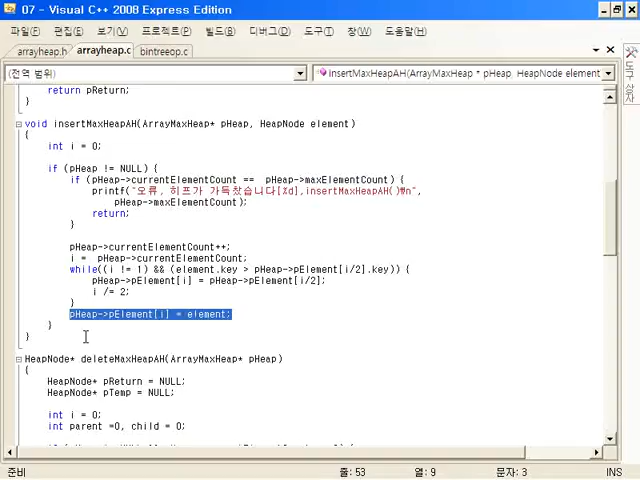 07 - Visual C++ 2008 Express Edition
파일(F) 편집(E) 보기(V) 프로젝트(P) 빌드(B) 디버그(D) 도구(T) 창(W) 도움말(H)
arrayheap.h arrayheap.c bintreeop.c
(전역 범위) insertMaxHeapAH(ArrayMaxHeap * pHeap, HeapNode element
도구 상자
return pReturn;
}
void insertMaxHeapAH(ArrayMaxHeap* pHeap, HeapNode element)
{
int i = 0;
if (pHeap != NULL) {
if (pHeap->currentElementCount == pHeap->maxElementCount) {
printf("오류, 히프가 가득찼습니다[%d],insertMaxHeapAH()₩n",
pHeap->maxElementCount);
return;
}
pHeap->currentElementCount++;
i = pHeap->currentElementCount;
while((i != 1) && (element.key > pHeap->pElement[i/2].key)) {
pHeap->pElement[i] = pHeap->pElement[i/2];
i /= 2;
}
pHeap->pElement[i] = element;
}
}
HeapNode* deleteMaxHeapAH(ArrayMaxHeap* pHeap)
{
HeapNode* pReturn = NULL;
HeapNode* pTemp = NULL;
int i = 0;
int parent =0, child = 0;
준비 줄: 53 열: 9 문자: 3 INS